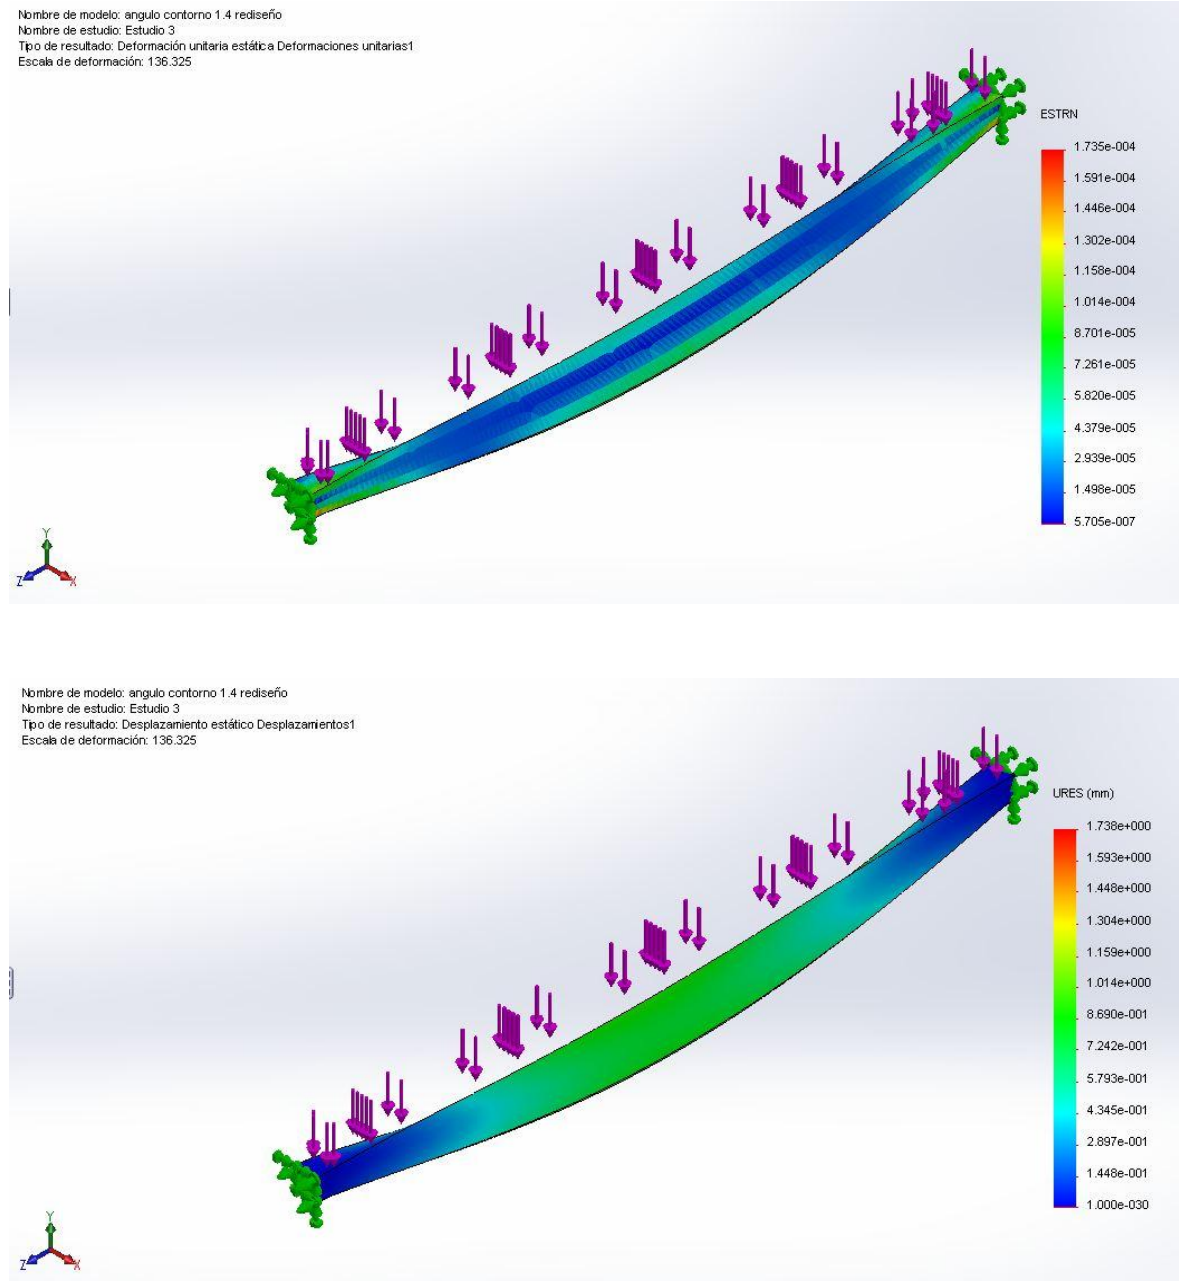 Nombre de modelo: angulo contorno 1.4 rediseño
Nombre de estudio: Estudio 3
Tipo de resultado: Deformación unitaria estática Deformaciones unitarias1
Escala de deformación: 136.325
ESTRN
1.735e-004
1.591e-004
1.446e-004
1.302e-004
1.158e-004
1.014e-004
8.701e-005
7.261e-005
5.820e-005
4.379e-005
2.939e-005
1.498e-005
5.705e-007
Y
Z
X
Nombre de modelo: angulo contorno 1.4 rediseño
Nombre de estudio: Estudio 3
Tipo de resultado: Desplazamiento estático Desplazamientos1
Escala de deformación: 136.325
URES (mm)
1.738e+000
1.593e+000
1.448e+000
1.304e+000
1.159e+000
1.014e+000
8.690e-001
7.242e-001
5.793e-001
4.345e-001
2.897e-001
1.448e-001
1.000e-030
Y
Z
X